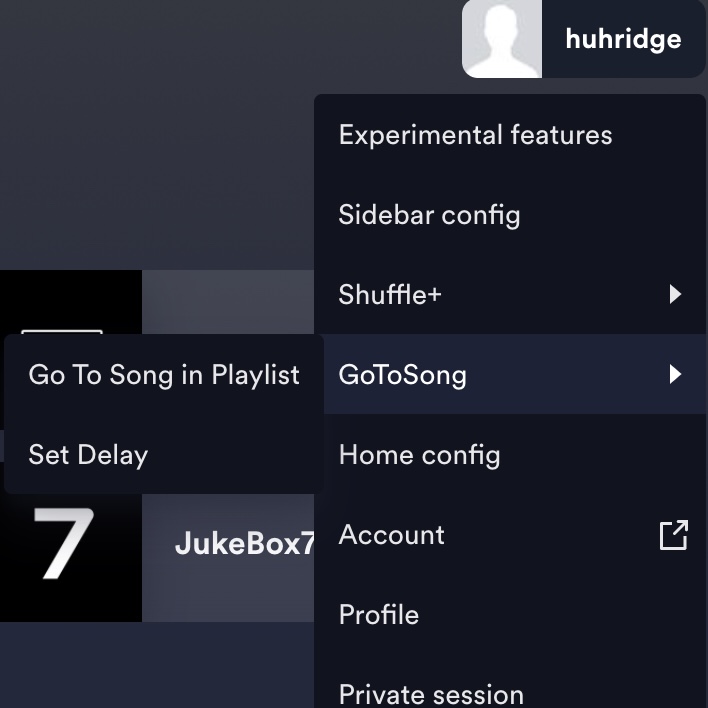 huhridge
Experimental features
Sidebar config
Shuffle+
Go To Song in Playlist
GoToSong
Set Delay
Home config
7
JukeBox7
Account
Profile
Private session